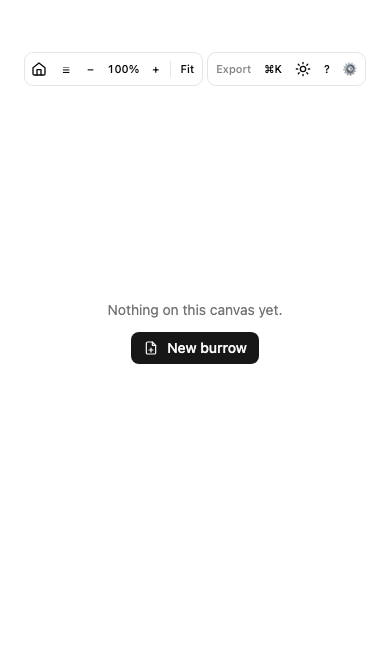 − 100% + Fit Export ⌘K ?
Nothing on this canvas yet.
New burrow